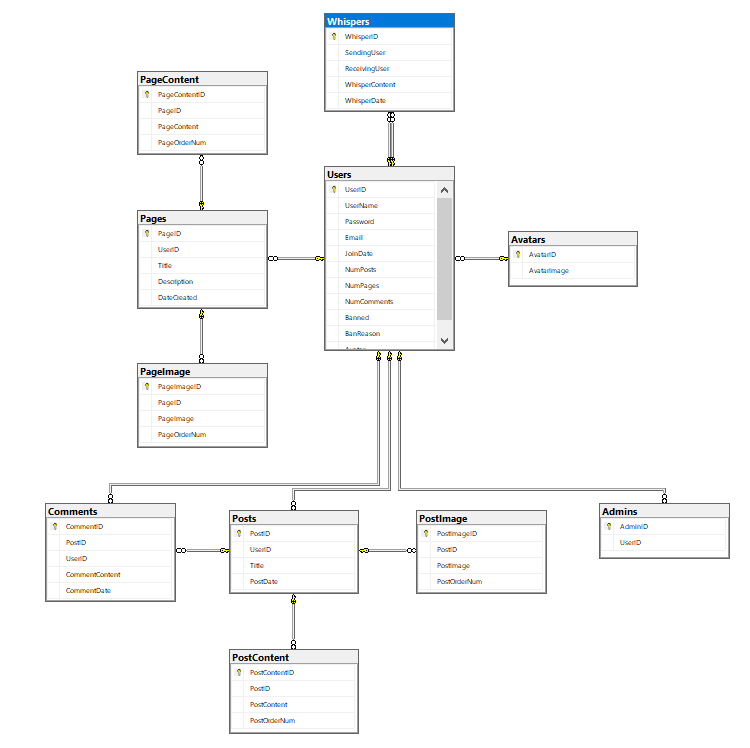 Whispers
WhisperID
SendingUser
ReceivingUser
WhisperContent
WhisperDate
PageContent
PageContentID
PageID
PageContent
PageOrderNum
Users
UserID
UserName
Password
Email
JoinDate
NumPosts
NumPages
NumComments
Banned
BanReason
Pages
PageID
UserID
Title
Description
DateCreated
Avatars
AvatarID
AvatarImage
PageImage
PageImageID
PageID
PageImage
PageOrderNum
Comments
CommentID
PostID
UserID
CommentContent
CommentDate
Posts
PostID
UserID
Title
PostDate
PostImage
PostImageID
PostID
PostImage
PostOrderNum
Admins
AdminID
UserID
PostContent
PostContentID
PostID
PostContent
PostOrderNum